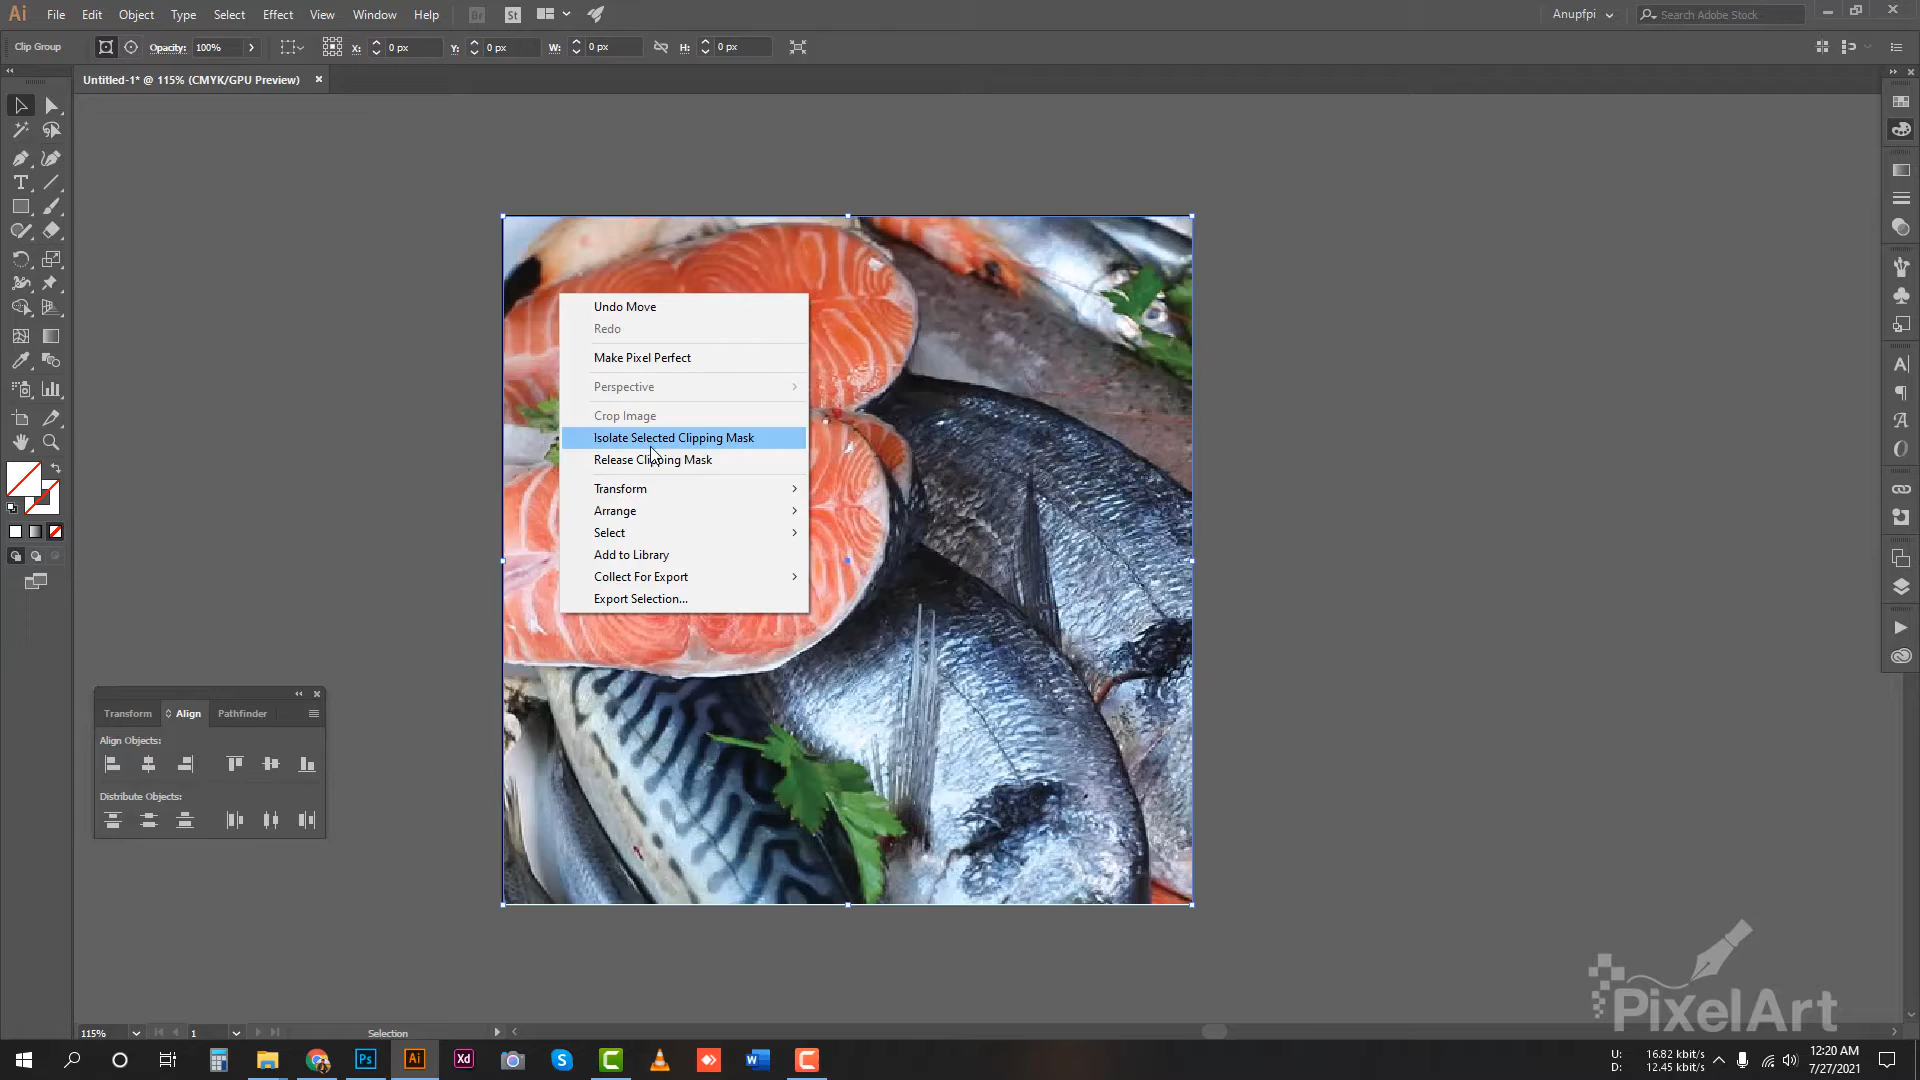 Ai File Edit Object Type Select Effect View Window Help Br St Anupfpi Search Adobe Stock
Clip Group Opacity: 100% X: 0 px Y: 0 px W: 0 px H: 0 px
Untitled-1* @ 115% (CMYK/GPU Preview)
Undo Move
Redo
Make Pixel Perfect
Perspective
Crop Image
Isolate Selected Clipping Mask
Release Clipping Mask
Transform
Arrange
Select
Add to Library
Collect For Export
Export Selection...
Transform Align Pathfinder
Align Objects:
Distribute Objects:
PixelArt
115% 1 Selection
Ps Ai Xd
U: 16.82 kbit/s
D: 12.45 kbit/s
12:20 AM
7/27/2021